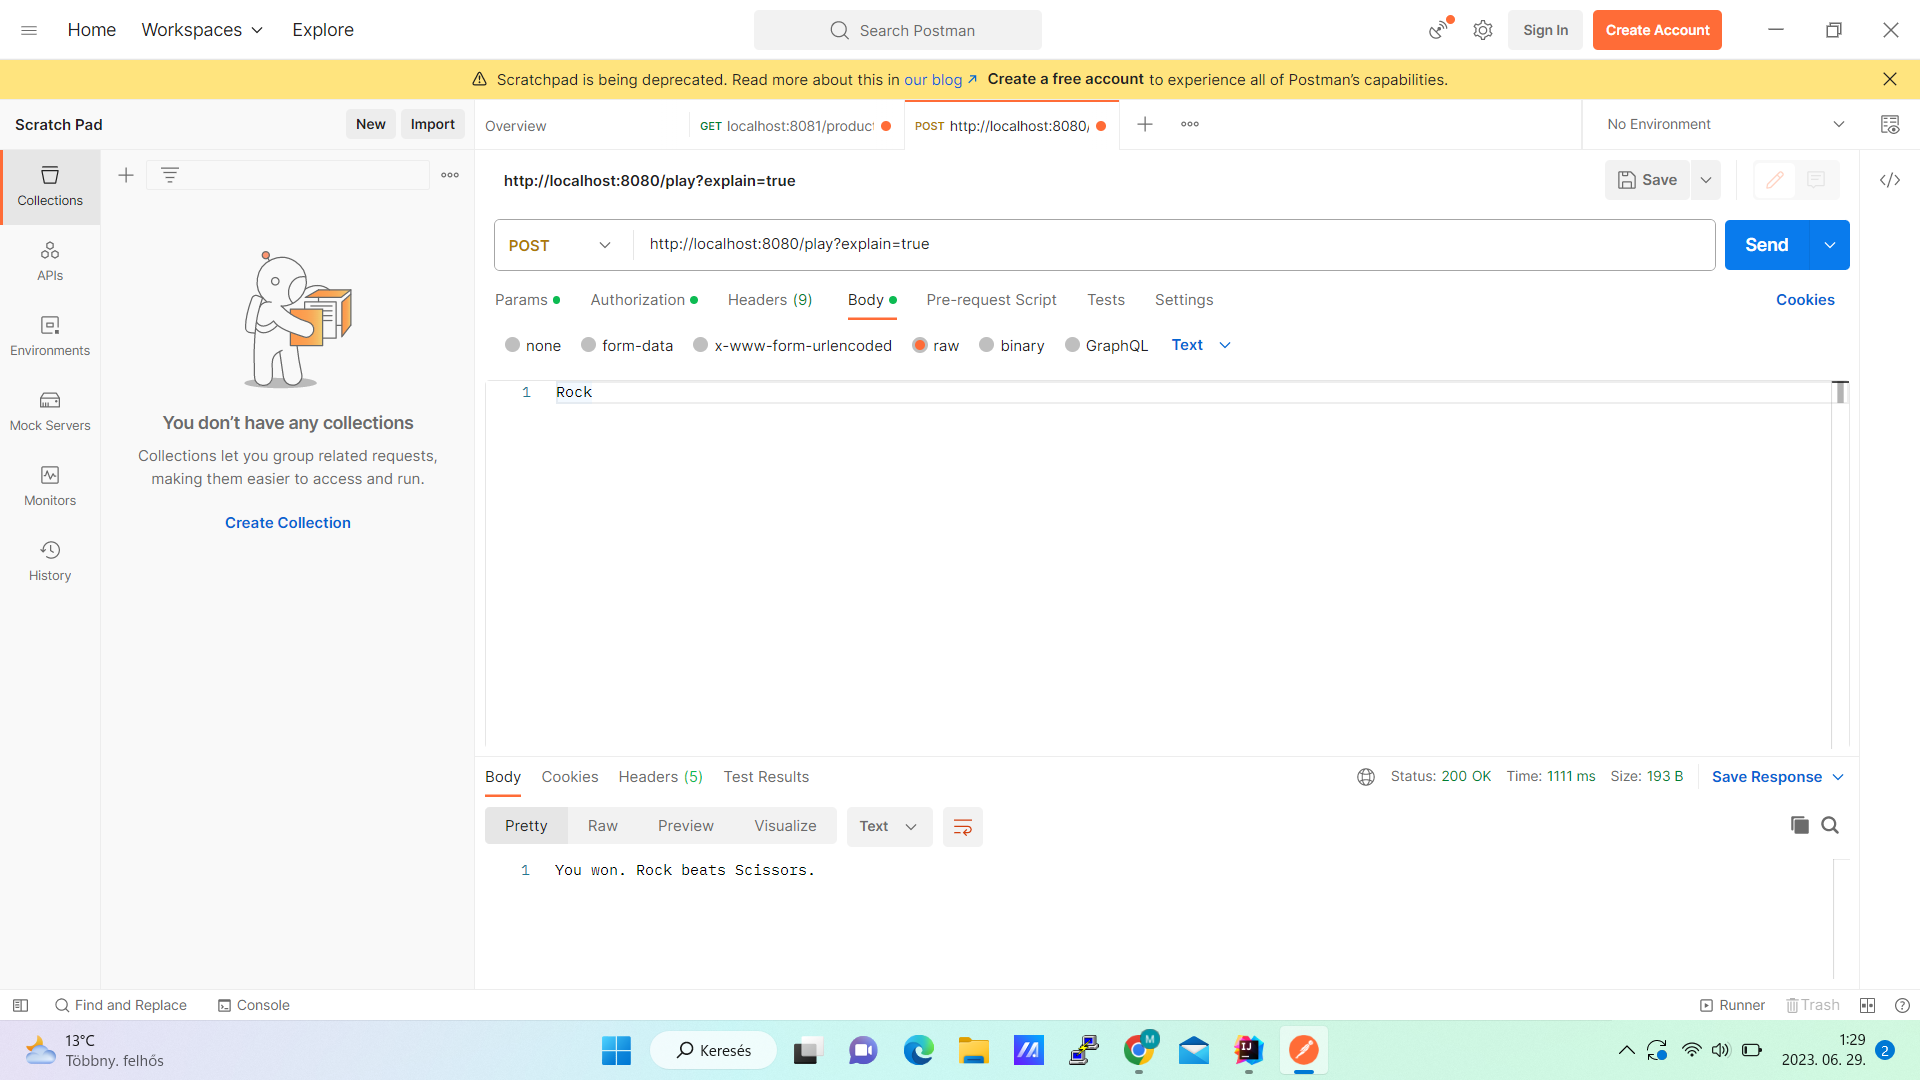 Home Workspaces Explore
Search Postman
Sign In Create Account
Scratchpad is being deprecated. Read more about this in our blog ↗ Create a free account to experience all of Postman’s capabilities.
Scratch Pad New Import
Overview
GET localhost:8081/product
POST http://localhost:8080/
No Environment
Collections
APIs
Environments
Mock Servers
Monitors
History
You don’t have any collections
Collections let you group related requests,
making them easier to access and run.
Create Collection
http://localhost:8080/play?explain=true
Save
POST http://localhost:8080/play?explain=true Send
Params Authorization Headers (9) Body Pre-request Script Tests Settings Cookies
none form-data x-www-form-urlencoded raw binary GraphQL Text
1 Rock
Body Cookies Headers (5) Test Results Status: 200 OK Time: 1111 ms Size: 193 B Save Response
Pretty Raw Preview Visualize Text
1 You won. Rock beats Scissors.
Find and Replace Console Runner Trash
13°C
Többny. felhős
Keresés
M
IJ
1:29
2023. 06. 29.
2